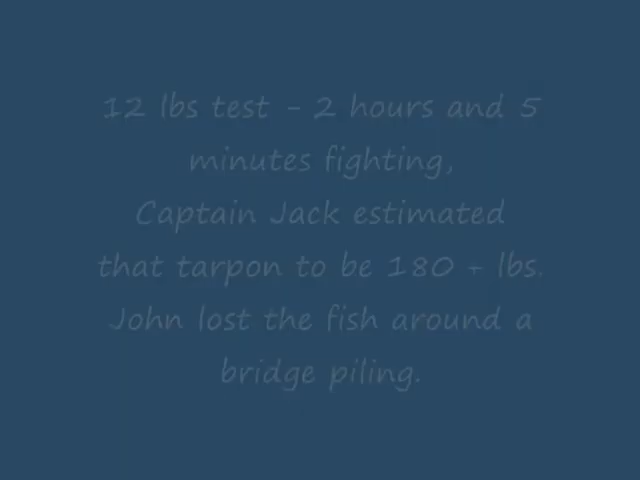 12 lbs test - 2 hours and 5
minutes fighting,
Captain Jack estimated
that tarpon to be 180 + lbs.
John lost the fish around a
bridge piling.